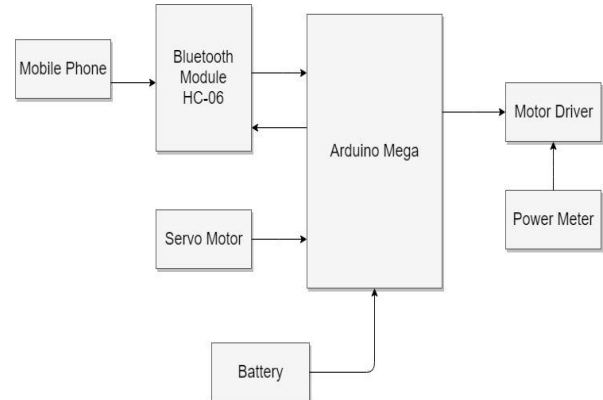 Mobile Phone
Bluetooth
Module
HC-06
Arduino Mega
Motor Driver
Power Meter
Servo Motor
Battery